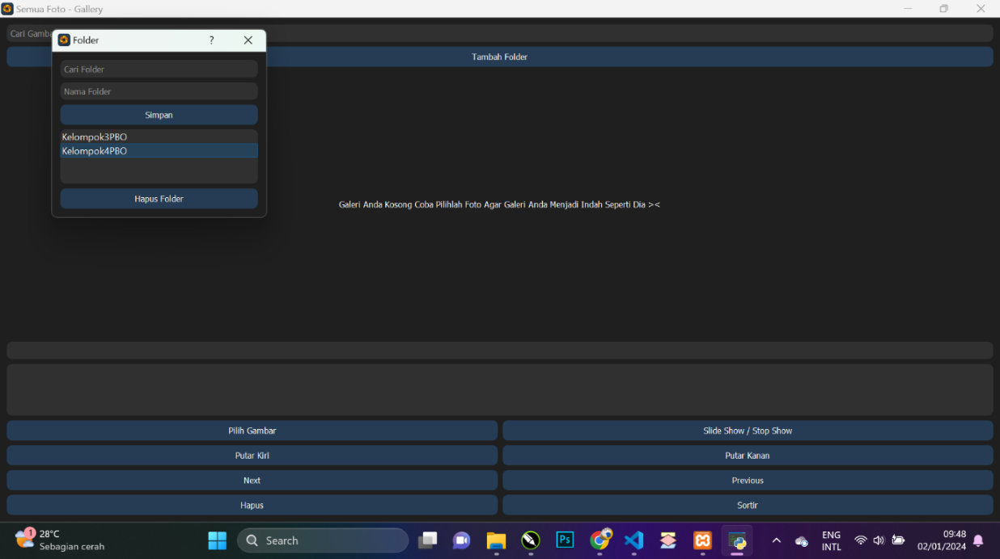 Semua Foto - Gallery
Cari Gamba
Tambah Folder
Folder
?
Cari Folder
Nama Folder
Simpan
Kelompok3PBO
Kelompok4PBO
Hapus Folder
Galeri Anda Kosong Coba Pilihlah Foto Agar Galeri Anda Menjadi Indah Seperti Dia ><
Pilih Gambar
Slide Show / Stop Show
Putar Kiri
Putar Kanan
Next
Previous
Hapus
Sortir
1
28°C
Sebagian cerah
Search
Ps
ENG
INTL
09:48
02/01/2024